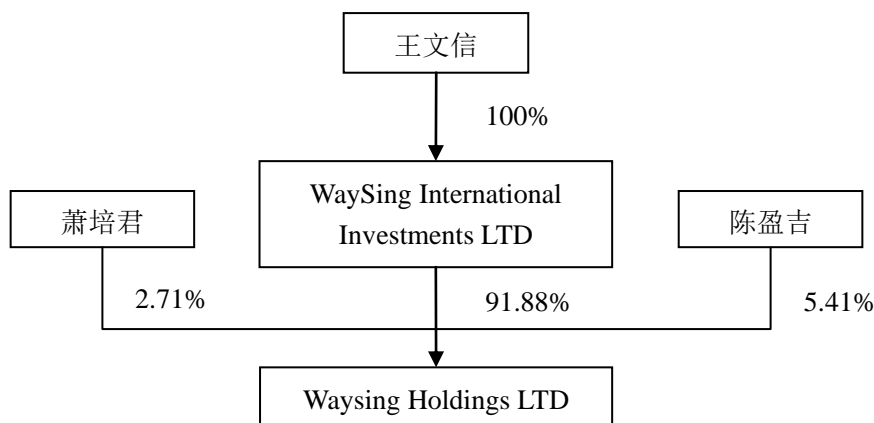 王文信
100%
WaySing International
Investments LTD
萧培君
陈盈吉
2.71%
91.88%
5.41%
Waysing Holdings LTD